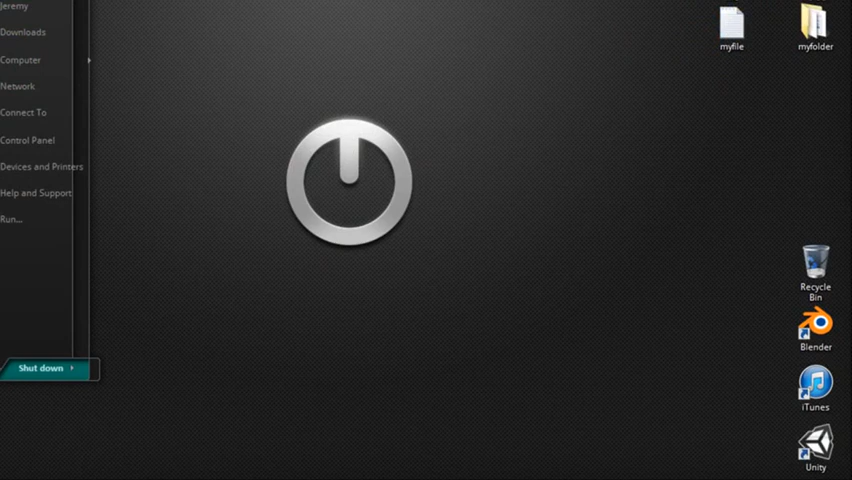 Jeremy
Downloads
Computer
Network
Connect To
Control Panel
Devices and Printers
Help and Support
Run...
Shut down
myfile
myfolder
Recycle
Bin
Blender
iTunes
Unity